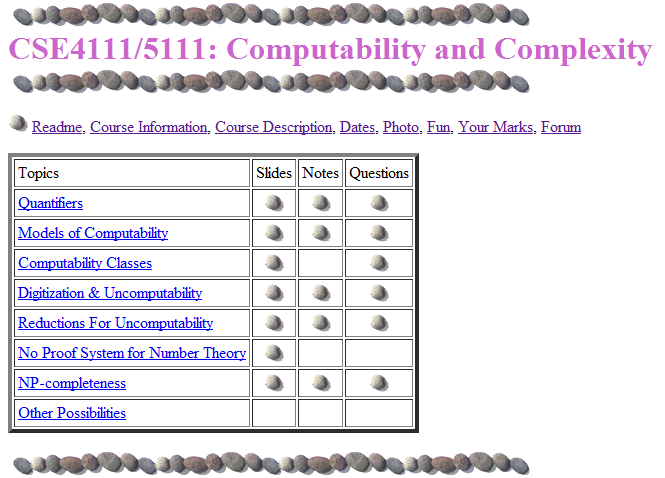 CSE4111/5111: Computability and Complexity
Readme, Course Information, Course Description, Dates, Photo, Fun, Your Marks, Forum
Topics Slides Notes Questions
Quantifiers
Models of Computability
Computability Classes
Digitization & Uncomputability
Reductions For Uncomputability
No Proof System for Number Theory
NP-completeness
Other Possibilities